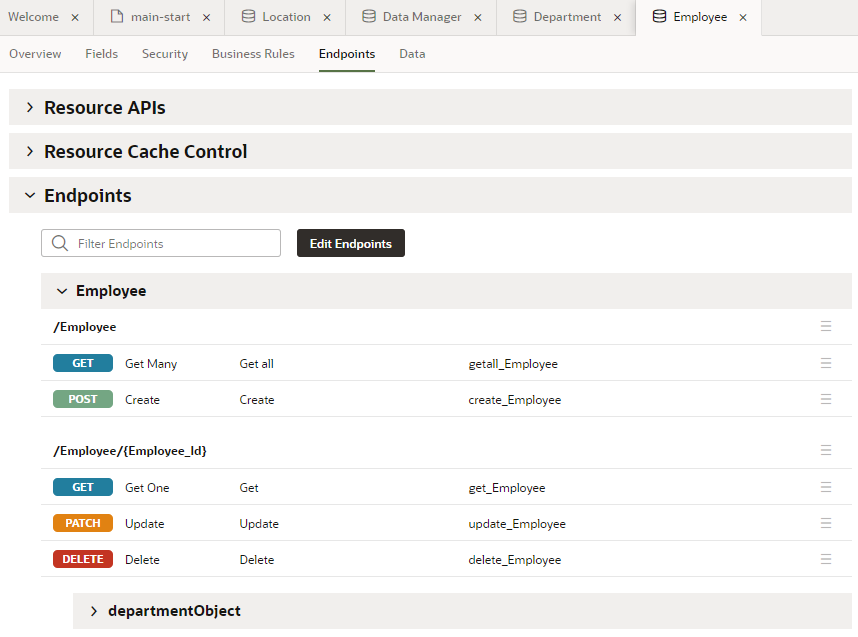 Welcome × main-start × Location × Data Manager × Department × Employee ×
Overview Fields Security Business Rules Endpoints Data
Resource APIs
Resource Cache Control
Endpoints
Filter Endpoints Edit Endpoints
Employee
/Employee
GET Get Many Get all getall_Employee
POST Create Create create_Employee
/Employee/{Employee_Id}
GET Get One Get get_Employee
PATCH Update Update update_Employee
DELETE Delete Delete delete_Employee
departmentObject